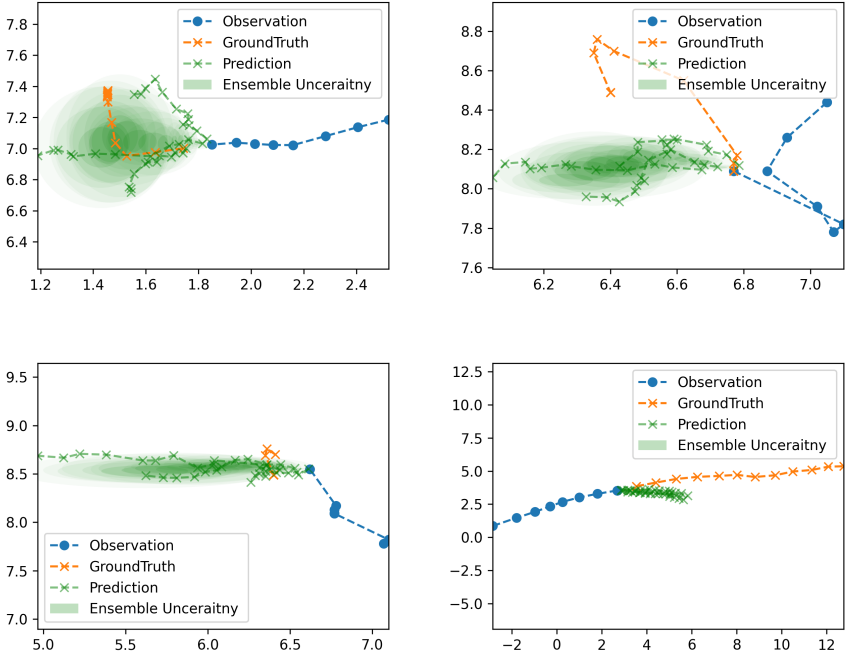 7.8
7.6
7.4
7.2
7.0
6.8
6.6
6.4
1.2 1.4 1.6 1.8 2.0 2.2 2.4
Observation
GroundTruth
Prediction
Ensemble Unceraitny
8.8
8.6
8.4
8.2
8.0
7.8
7.6
6.2 6.4 6.6 6.8 7.0
Observation
GroundTruth
Prediction
Ensemble Unceraitny
9.5
9.0
8.5
8.0
7.5
7.0
5.0 5.5 6.0 6.5 7.0
Observation
GroundTruth
Prediction
Ensemble Unceraitny
12.5
10.0
7.5
5.0
2.5
0.0
−2.5
−5.0
−2 0 2 4 6 8 10 12
Observation
GroundTruth
Prediction
Ensemble Unceraitny